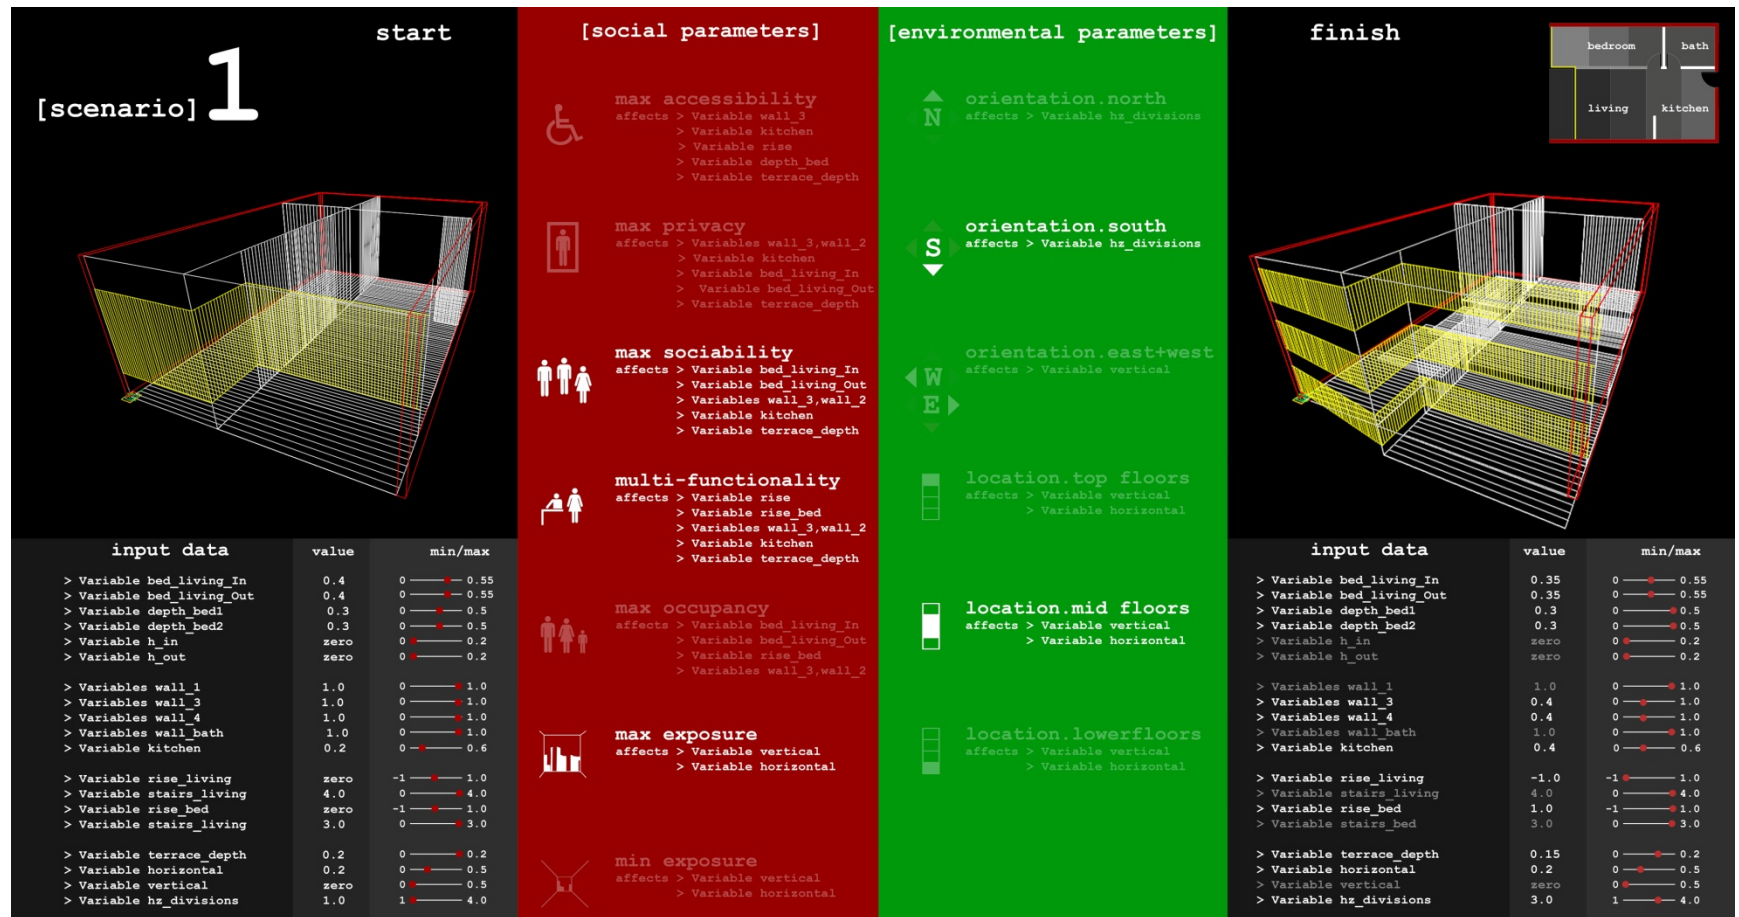 start
[scenario] 1
input data value min/max
> Variable bed_living_In 0.4 0 0.55
> Variable bed_living_Out 0.4 0 0.55
> Variable depth_bed1 0.3 0 0.5
> Variable depth_bed2 0.3 0 0.5
> Variable h_in zero 0 0.2
> Variable h_out zero 0 0.2
> Variables wall_1 1.0 0 1.0
> Variables wall_3 1.0 0 1.0
> Variables wall_4 1.0 0 1.0
> Variables wall_bath 1.0 0 1.0
> Variable kitchen 0.2 0 0.6
> Variable rise_living zero -1 1.0
> Variable stairs_living 4.0 0 4.0
> Variable rise_bed zero -1 1.0
> Variable stairs_living 3.0 0 3.0
> Variable terrace_depth 0.2 0 0.2
> Variable horizontal 0.2 0 0.5
> Variable vertical zero 0 0.5
> Variable hz_divisions 1.0 1 4.0
[social parameters]
max accessibility
affects > Variable wall_3
> Variable kitchen
> Variable rise
> Variable depth_bed
> Variable terrace_depth
max privacy
affects > Variables wall_3,wall_2
> Variable kitchen
> Variable bed_living_In
> Variable bed_living_Out
> Variable terrace_depth
max sociability
affects > Variable bed_living_In
> Variable bed_living_Out
> Variables wall_3,wall_2
> Variable kitchen
> Variable terrace_depth
multi-functionality
affects > Variable rise
> Variable rise_bed
> Variables wall_3,wall_2
> Variable kitchen
> Variable terrace_depth
max occupancy
affects > Variable bed_living_In
> Variable bed_living_Out
> Variable rise_bed
> Variables wall_3,wall_2
max exposure
affects > Variable vertical
> Variable horizontal
min exposure
affects > Variable vertical
> Variable horizontal
[environmental parameters]
N
orientation.north
affects > Variable hz_divisions
S
orientation.south
affects > Variable hz_divisions
W
E
orientation.east+west
affects > Variable vertical
location.top floors
affects > Variable vertical
> Variable horizontal
location.mid floors
affects > Variable vertical
> Variable horizontal
location.lowerfloors
affects > Variable vertical
> Variable horizontal
finish
bedroom bath
living kitchen
input data value min/max
> Variable bed_living_In 0.35 0 0.55
> Variable bed_living_Out 0.35 0 0.55
> Variable depth_bed1 0.3 0 0.5
> Variable depth_bed2 0.3 0 0.5
> Variable h_in zero 0 0.2
> Variable h_out zero 0 0.2
> Variables wall_1 1.0 0 1.0
> Variables wall_3 0.4 0 1.0
> Variables wall_4 0.4 0 1.0
> Variables wall_bath 1.0 0 1.0
> Variable kitchen 0.4 0 0.6
> Variable rise_living -1.0 -1 1.0
> Variable stairs_living 4.0 0 4.0
> Variable rise_bed 1.0 -1 1.0
> Variable stairs_bed 3.0 0 3.0
> Variable terrace_depth 0.15 0 0.2
> Variable horizontal 0.2 0 0.5
> Variable vertical zero 0 0.5
> Variable hz_divisions 3.0 1 4.0